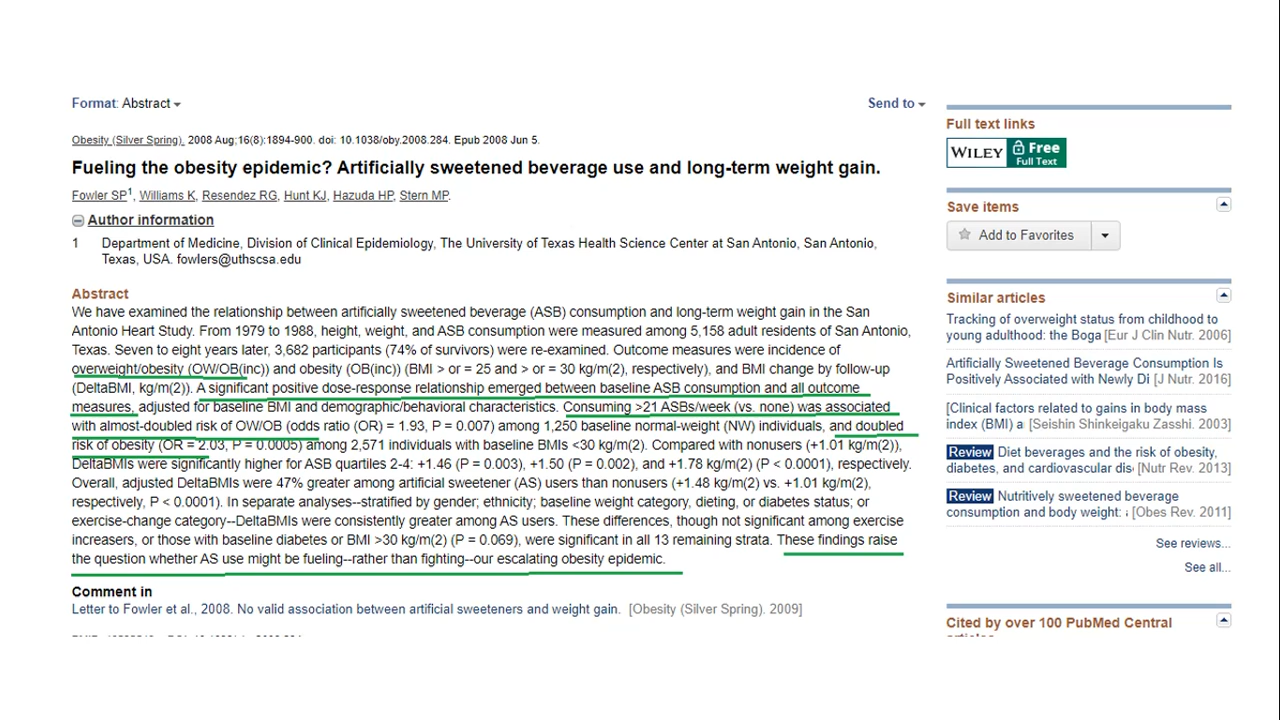 Format: Abstract
Send to
Obesity (Silver Spring). 2008 Aug;16(8):1894-900. doi: 10.1038/oby.2008.284. Epub 2008 Jun 5.
Fueling the obesity epidemic? Artificially sweetened beverage use and long-term weight gain.
Fowler SP1, Williams K, Resendez RG, Hunt KJ, Hazuda HP, Stern MP.
Author information
1 Department of Medicine, Division of Clinical Epidemiology, The University of Texas Health Science Center at San Antonio, San Antonio,
Texas, USA. fowlers@uthscsa.edu
Abstract
We have examined the relationship between artificially sweetened beverage (ASB) consumption and long-term weight gain in the San
Antonio Heart Study. From 1979 to 1988, height, weight, and ASB consumption were measured among 5,158 adult residents of San Antonio,
Texas. Seven to eight years later, 3,682 participants (74% of survivors) were re-examined. Outcome measures were incidence of
overweight/obesity (OW/OB(inc)) and obesity (OB(inc)) (BMI > or = 25 and > or = 30 kg/m(2), respectively), and BMI change by follow-up
(DeltaBMI, kg/m(2)). A significant positive dose-response relationship emerged between baseline ASB consumption and all outcome
measures, adjusted for baseline BMI and demographic/behavioral characteristics. Consuming >21 ASBs/week (vs. none) was associated
with almost-doubled risk of OW/OB (odds ratio (OR) = 1.93, P = 0.007) among 1,250 baseline normal-weight (NW) individuals, and doubled
risk of obesity (OR = 2.03, P = 0.0005) among 2,571 individuals with baseline BMIs <30 kg/m(2). Compared with nonusers (+1.01 kg/m(2)),
DeltaBMIs were significantly higher for ASB quartiles 2-4: +1.46 (P = 0.003), +1.50 (P = 0.002), and +1.78 kg/m(2) (P < 0.0001), respectively.
Overall, adjusted DeltaBMIs were 47% greater among artificial sweetener (AS) users than nonusers (+1.48 kg/m(2) vs. +1.01 kg/m(2),
respectively, P < 0.0001). In separate analyses--stratified by gender; ethnicity; baseline weight category, dieting, or diabetes status; or
exercise-change category--DeltaBMIs were consistently greater among AS users. These differences, though not significant among exercise
increasers, or those with baseline diabetes or BMI >30 kg/m(2) (P = 0.069), were significant in all 13 remaining strata. These findings raise
the question whether AS use might be fueling--rather than fighting--our escalating obesity epidemic.
Comment in
Letter to Fowler et al., 2008. No valid association between artificial sweeteners and weight gain. [Obesity (Silver Spring). 2009]
Full text links
WILEY Free
Full Text
Save items
Add to Favorites
Similar articles
Tracking of overweight status from childhood to
young adulthood: the Boga [Eur J Clin Nutr. 2006]
Artificially Sweetened Beverage Consumption Is
Positively Associated with Newly Di [J Nutr. 2016]
[Clinical factors related to gains in body mass
index (BMI) a [Seishin Shinkeigaku Zasshi. 2003]
Review Diet beverages and the risk of obesity,
diabetes, and cardiovascular dis [Nutr Rev. 2013]
Review Nutritively sweetened beverage
consumption and body weight: [Obes Rev. 2011]
See reviews...
See all...
Cited by over 100 PubMed Central